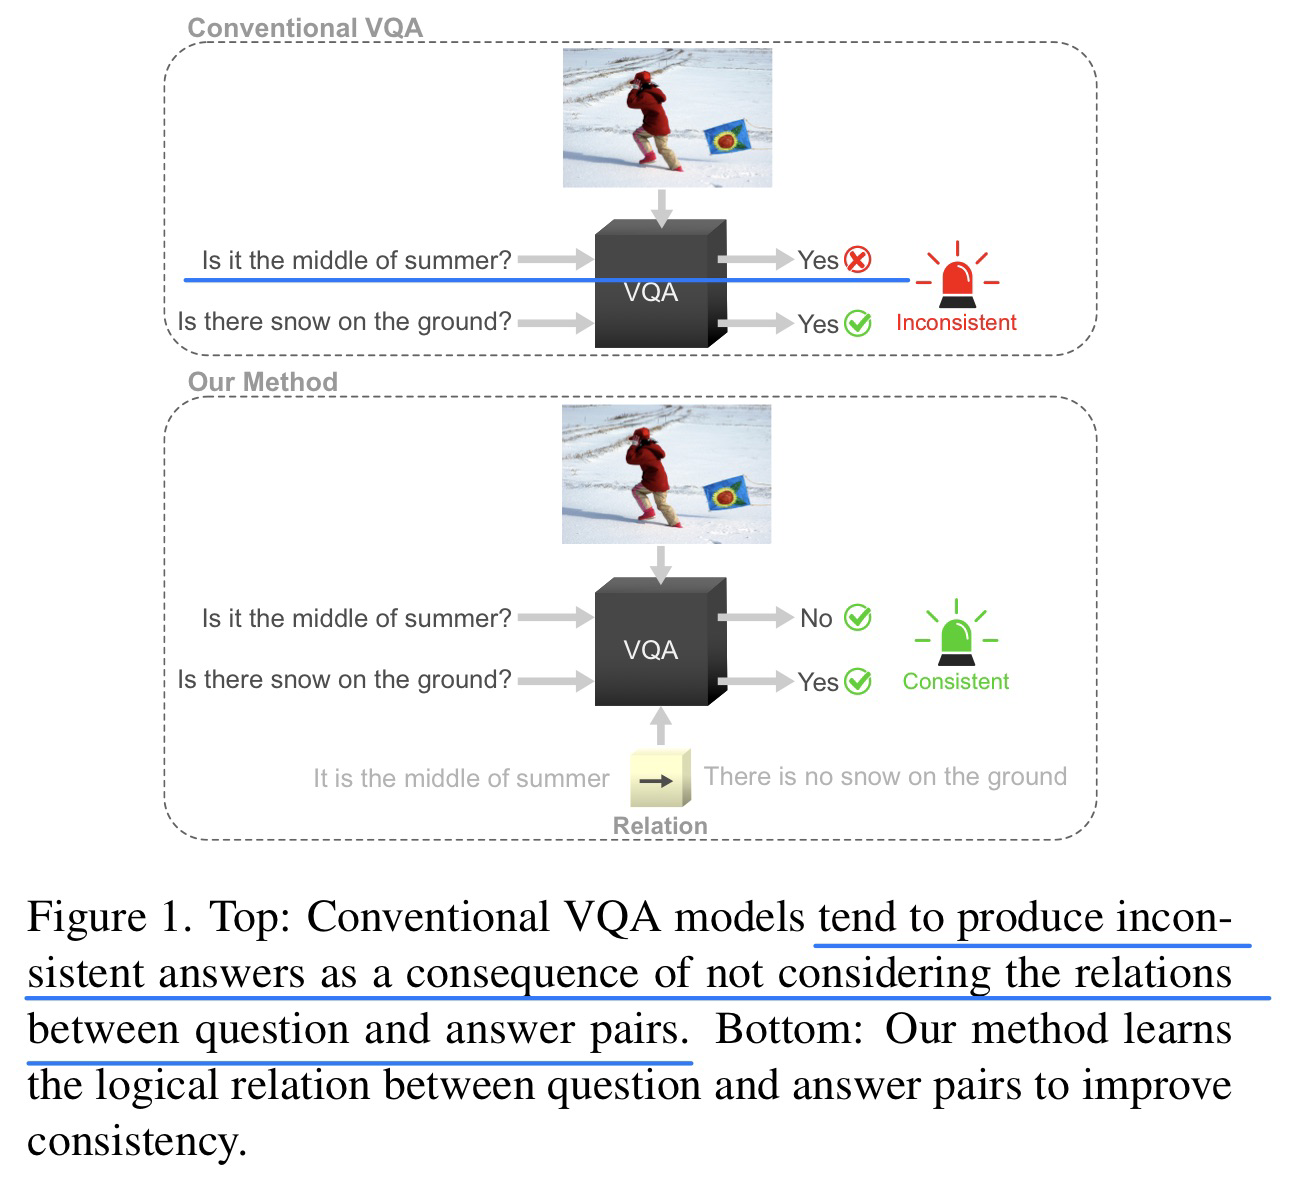 Conventional VQA
Is it the middle of summer?
Yes
VQA
Is there snow on the ground?
Yes
Inconsistent
Our Method
Is it the middle of summer?
No
VQA
Is there snow on the ground?
Yes
Consistent
It is the middle of summer
There is no snow on the ground
Relation
Figure 1. Top: Conventional VQA models tend to produce incon-
sistent answers as a consequence of not considering the relations
between question and answer pairs. Bottom: Our method learns
the logical relation between question and answer pairs to improve
consistency.